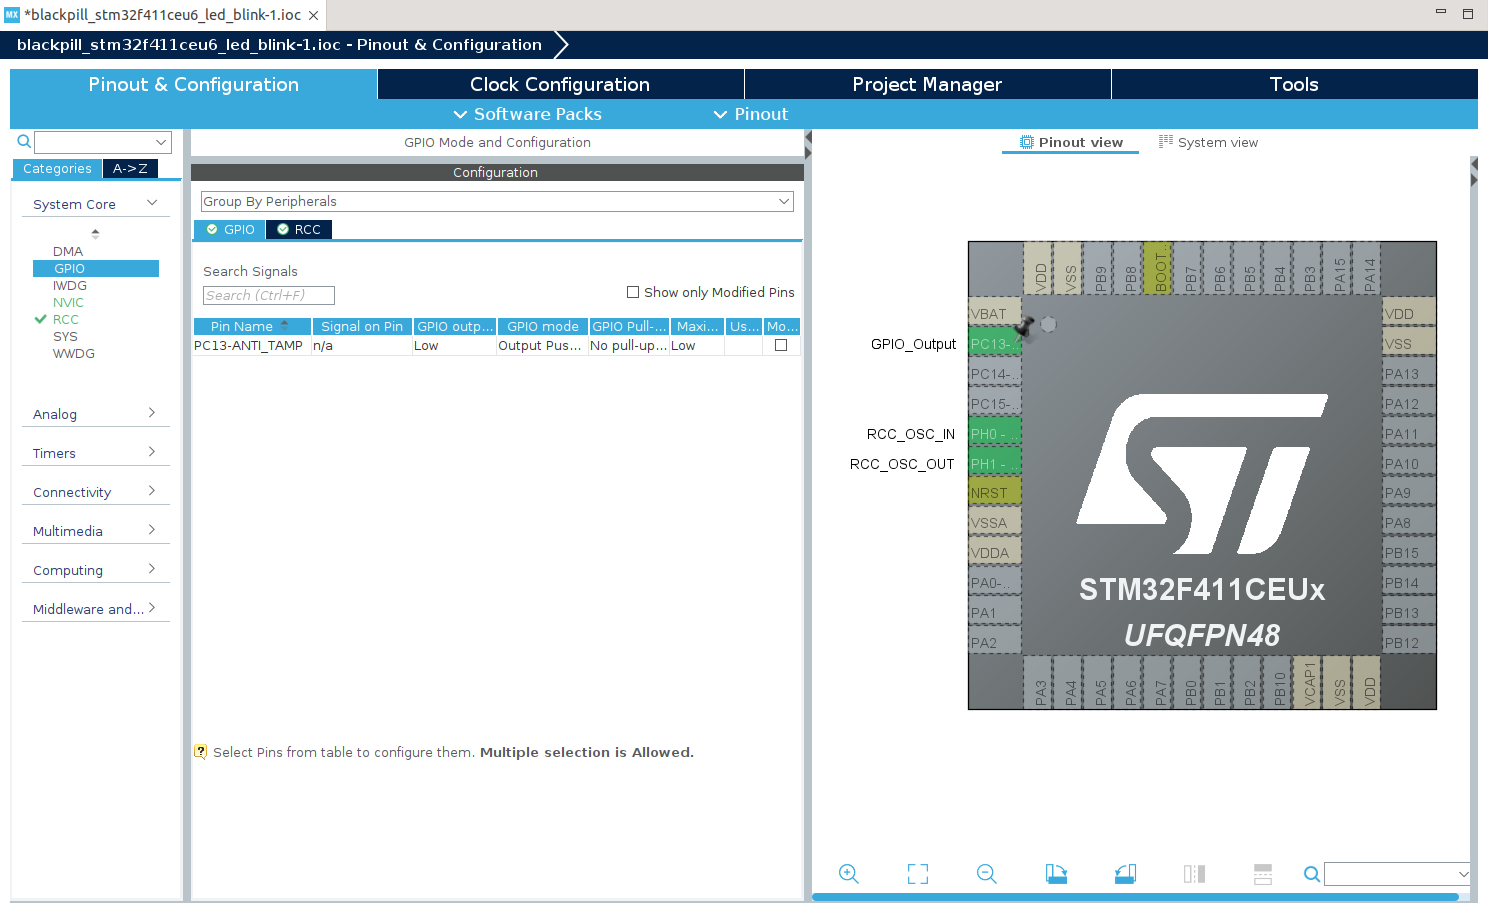 MX *blackpill_stm32f411ceu6_led_blink-1.ioc
blackpill_stm32f411ceu6_led_blink-1.ioc - Pinout & Configuration
Pinout & Configuration
Clock Configuration
Project Manager
Tools
Software Packs
Pinout
Categories
A->Z
System Core
DMA
GPIO
IWDG
NVIC
RCC
SYS
WWDG
Analog
Timers
Connectivity
Multimedia
Computing
Middleware and...
GPIO Mode and Configuration
Configuration
Group By Peripherals
GPIO
RCC
Search Signals
Search (Ctrl+F)
Show only Modified Pins
Pin Name Signal on Pin GPIO outp... GPIO mode GPIO Pull-... Maxi... Us... Mo...
PC13-ANTI_TAMP n/a Low Output Pus... No pull-up... Low
Select Pins from table to configure them. Multiple selection is Allowed.
Pinout view
System view
VDD
VSS
PB9
PB8
BOOT..
PB7
PB6
PB5
PB4
PB3
PA15
PA14
VBAT
GPIO_Output PC13-..
PC14-..
PC15-..
RCC_OSC_IN PH0 - ..
RCC_OSC_OUT PH1 - ..
NRST
VSSA
VDDA
PA0-..
PA1
PA2
STM32F411CEUx
UFQFPN48
VDD
VSS
PA13
PA12
PA11
PA10
PA9
PA8
PB15
PB14
PB13
PB12
PA3
PA4
PA5
PA6
PA7
PB0
PB1
PB2
PB10
VCAP1
VSS
VDD